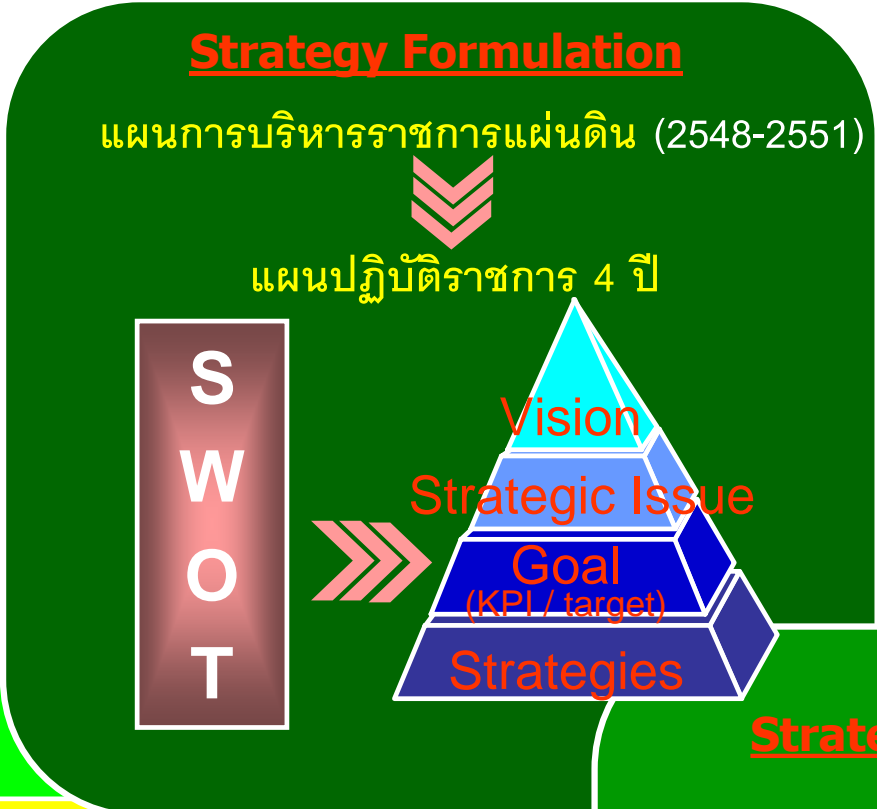 Strategy Formulation
แผนการบริหารราชการแผ่นดิน (2548-2551)
แผนปฏิบัติราชการ 4 ปี
S
W
O
T
Vision
Strategic Issue
Goal
(KPI / target)
Strategies